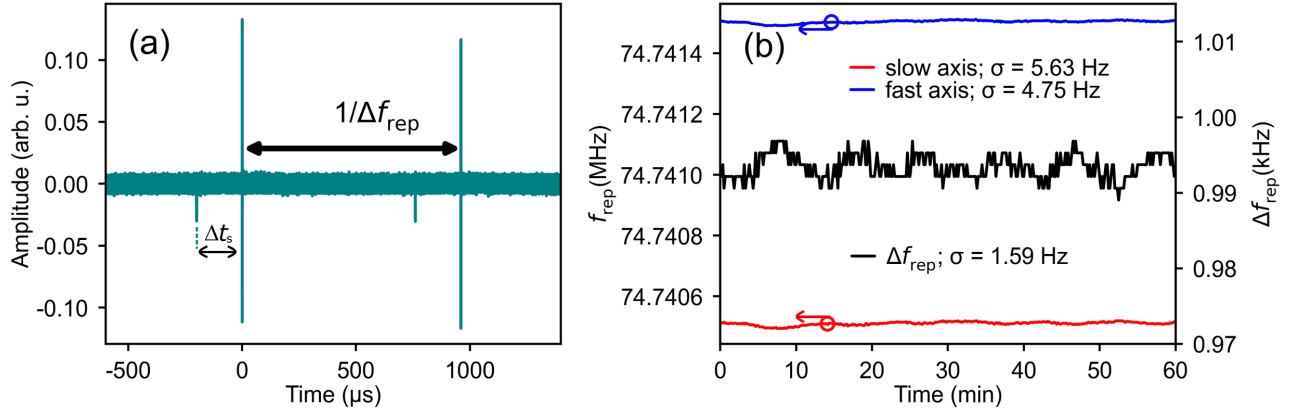 (a)
1/Δf_rep
Δt_s
Amplitude (arb. u.)
0.10
0.05
0.00
-0.05
-0.10
-500
0
500
1000
Time (μs)
(b)
slow axis; σ = 5.63 Hz
fast axis; σ = 4.75 Hz
Δf_rep; σ = 1.59 Hz
f_rep(MHz)
74.7414
74.7412
74.7410
74.7408
74.7406
0
10
20
30
40
50
60
Time (min)
Δf_rep(kHz)
1.01
1.00
0.99
0.98
0.97